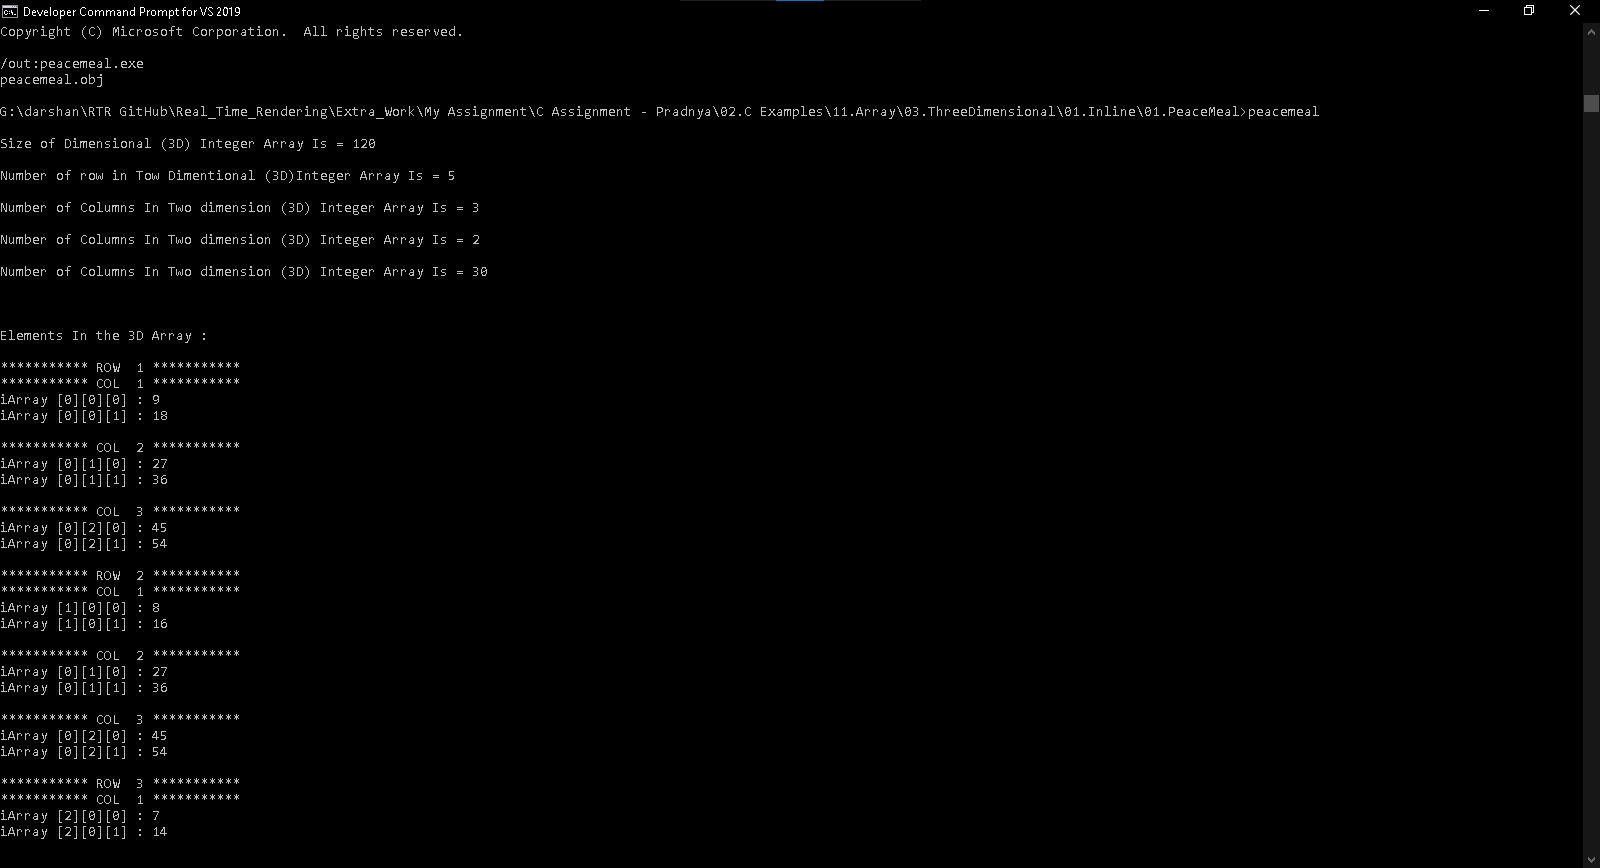 Developer Command Prompt for VS 2019
Copyright (C) Microsoft Corporation.  All rights reserved.
/out:peacemeal.exe
peacemeal.obj
G:\darshan\RTR GitHub\Real_Time_Rendering\Extra_Work\My Assignment\C Assignment - Pradnya\02.C Examples\11.Array\03.ThreeDimensional\01.Inline\01.PeaceMeal>peacemeal
Size of Dimensional (3D) Integer Array Is = 120
Number of row in Tow Dimentional (3D)Integer Array Is = 5
Number of Columns In Two dimension (3D) Integer Array Is = 3
Number of Columns In Two dimension (3D) Integer Array Is = 2
Number of Columns In Two dimension (3D) Integer Array Is = 30
Elements In the 3D Array :
*********** ROW  1 ***********
*********** COL  1 ***********
iArray [0][0][0] : 9
iArray [0][0][1] : 18
*********** COL  2 ***********
iArray [0][1][0] : 27
iArray [0][1][1] : 36
*********** COL  3 ***********
iArray [0][2][0] : 45
iArray [0][2][1] : 54
*********** ROW  2 ***********
*********** COL  1 ***********
iArray [1][0][0] : 8
iArray [1][0][1] : 16
*********** COL  2 ***********
iArray [0][1][0] : 27
iArray [0][1][1] : 36
*********** COL  3 ***********
iArray [0][2][0] : 45
iArray [0][2][1] : 54
*********** ROW  3 ***********
*********** COL  1 ***********
iArray [2][0][0] : 7
iArray [2][0][1] : 14